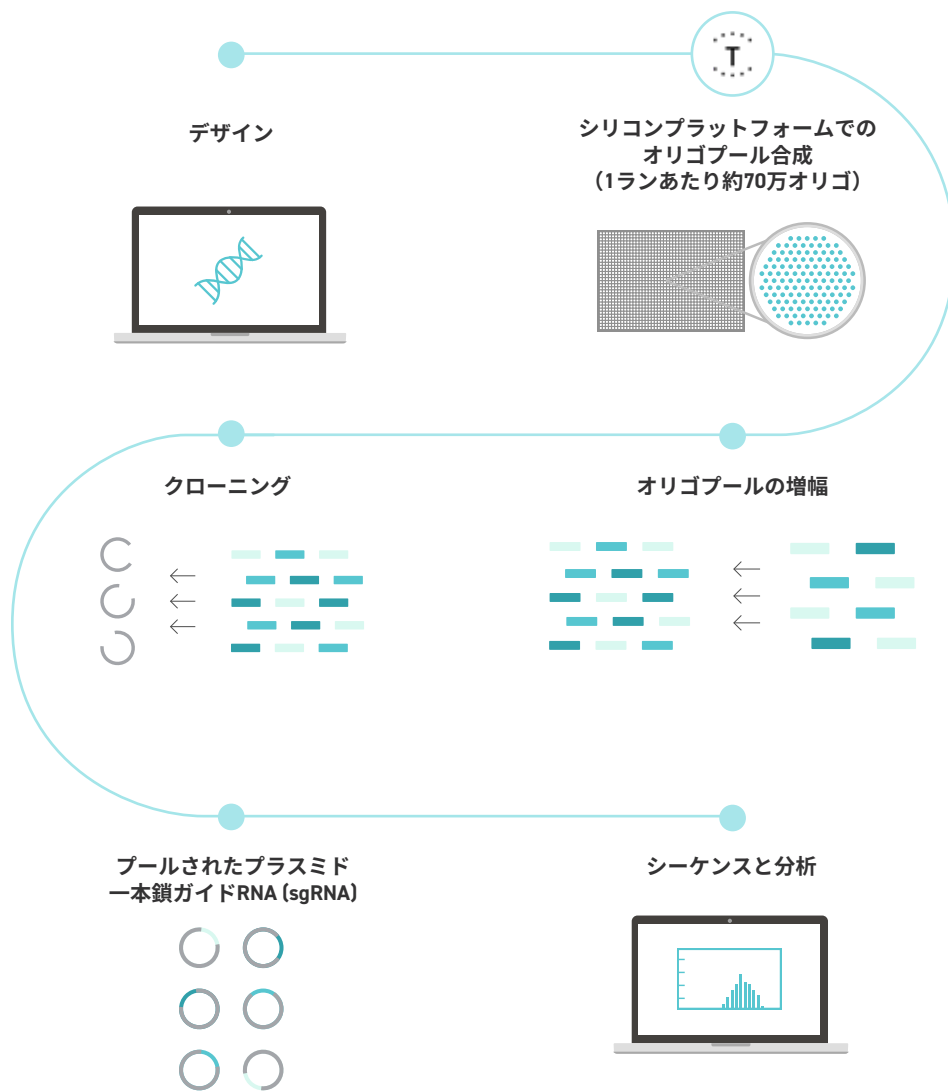 T
デザイン
シリコンプラットフォームでの
オリゴプール合成
（1ランあたり約70万オリゴ）
クローニング
オリゴプールの増幅
プールされたプラスミド
一本鎖ガイドRNA (sgRNA)
シーケンスと分析